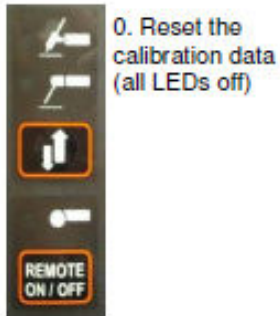 0. Reset the
calibration data
(all LEDs off)
REMOTE
ON / OFF